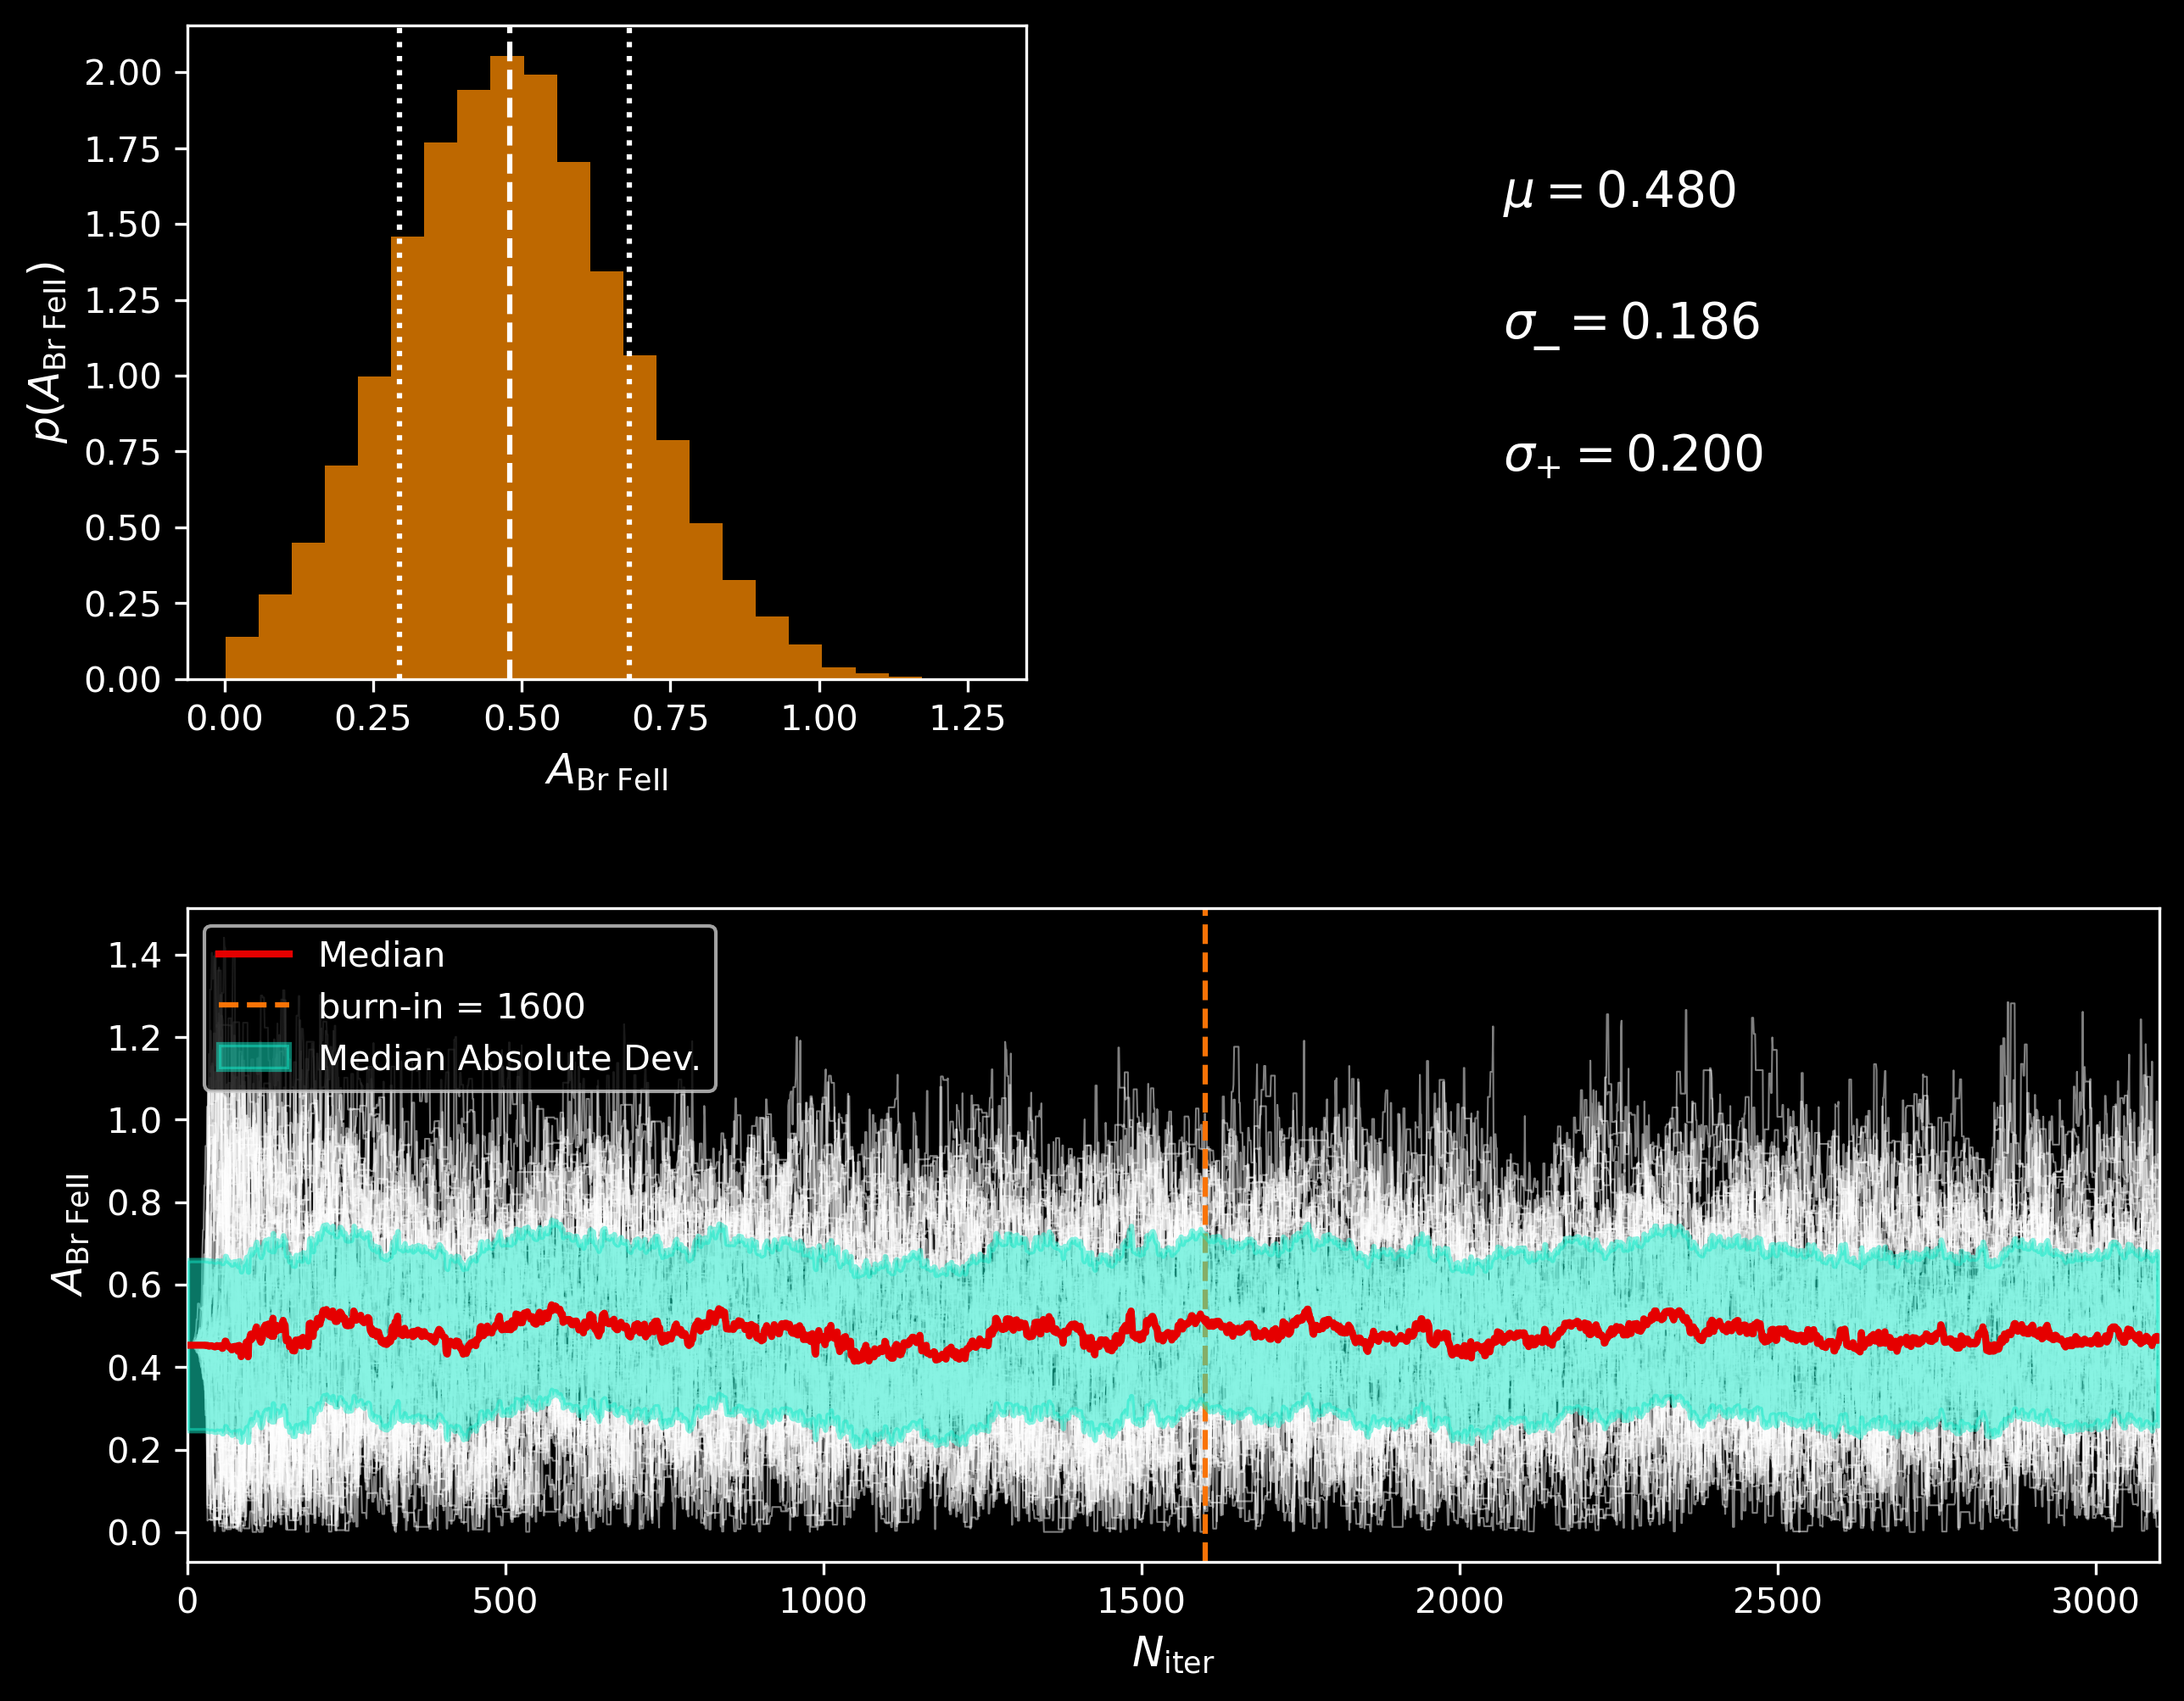 2.00
1.75
1.50
1.25
1.00
0.75
0.50
0.25
0.00
p(A_Br FeII)
0.00 0.25 0.50 0.75 1.00 1.25
A_Br FeII
μ = 0.480
σ_− = 0.186
σ_+ = 0.200
Median
burn-in = 1600
Median Absolute Dev.
1.4
1.2
1.0
0.8
0.6
0.4
0.2
0.0
A_Br FeII
0 500 1000 1500 2000 2500 3000
N_iter